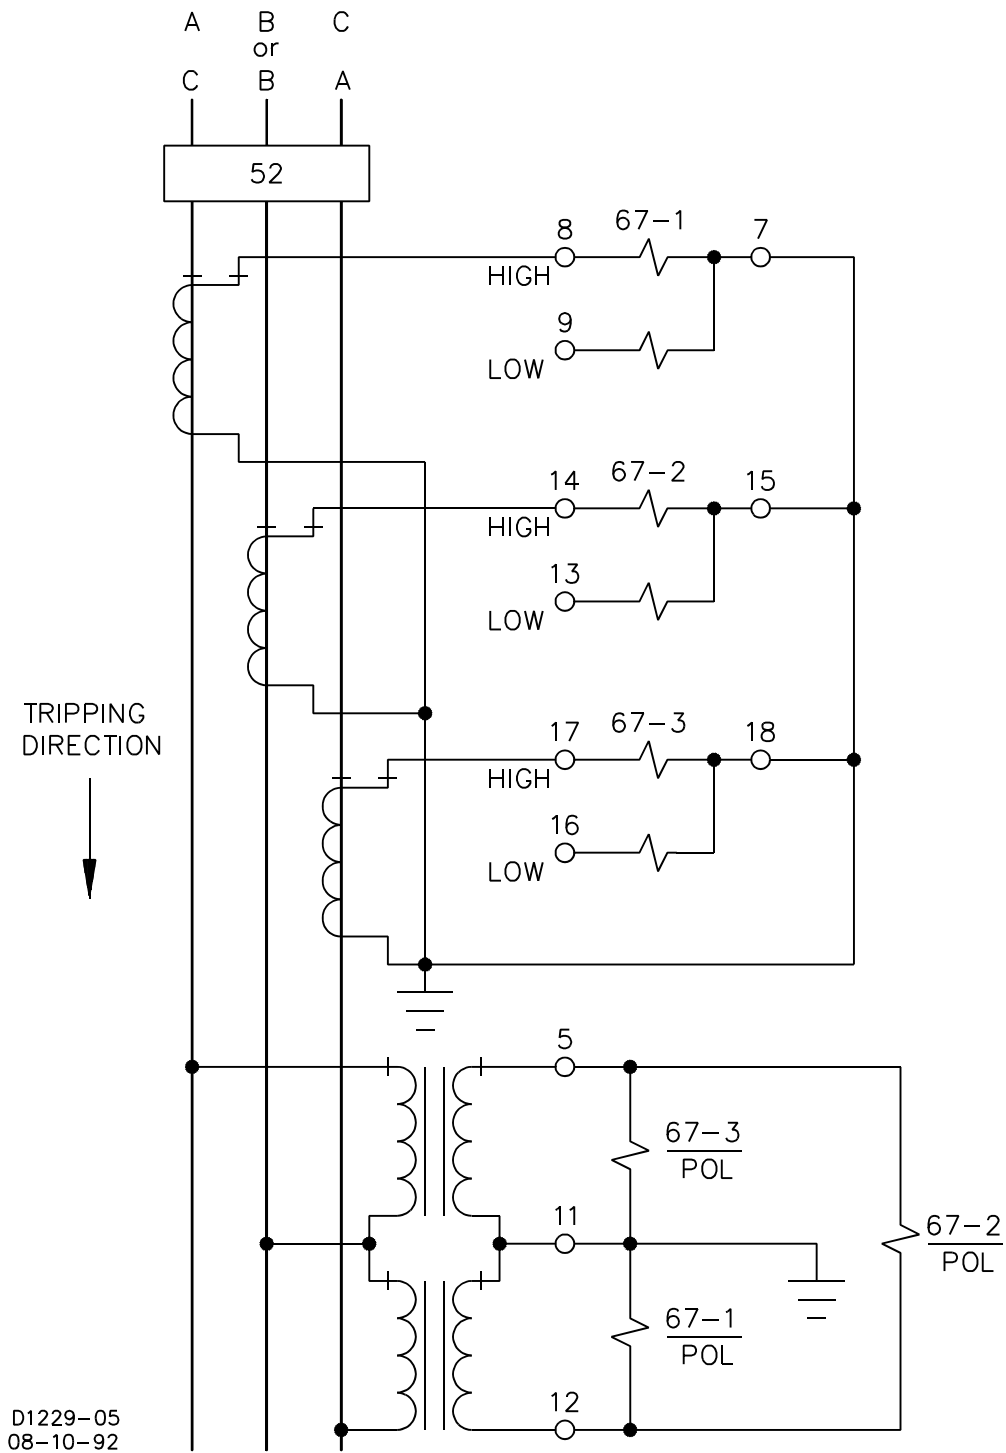 A B C
or
C B A
52
8 67-1 7
HIGH
9
LOW
14 67-2 15
HIGH
13
LOW
TRIPPING
DIRECTION
17 67-3 18
HIGH
16
LOW
5
67-3
POL
11
67-2
POL
67-1
POL
12
D1229-05
08-10-92